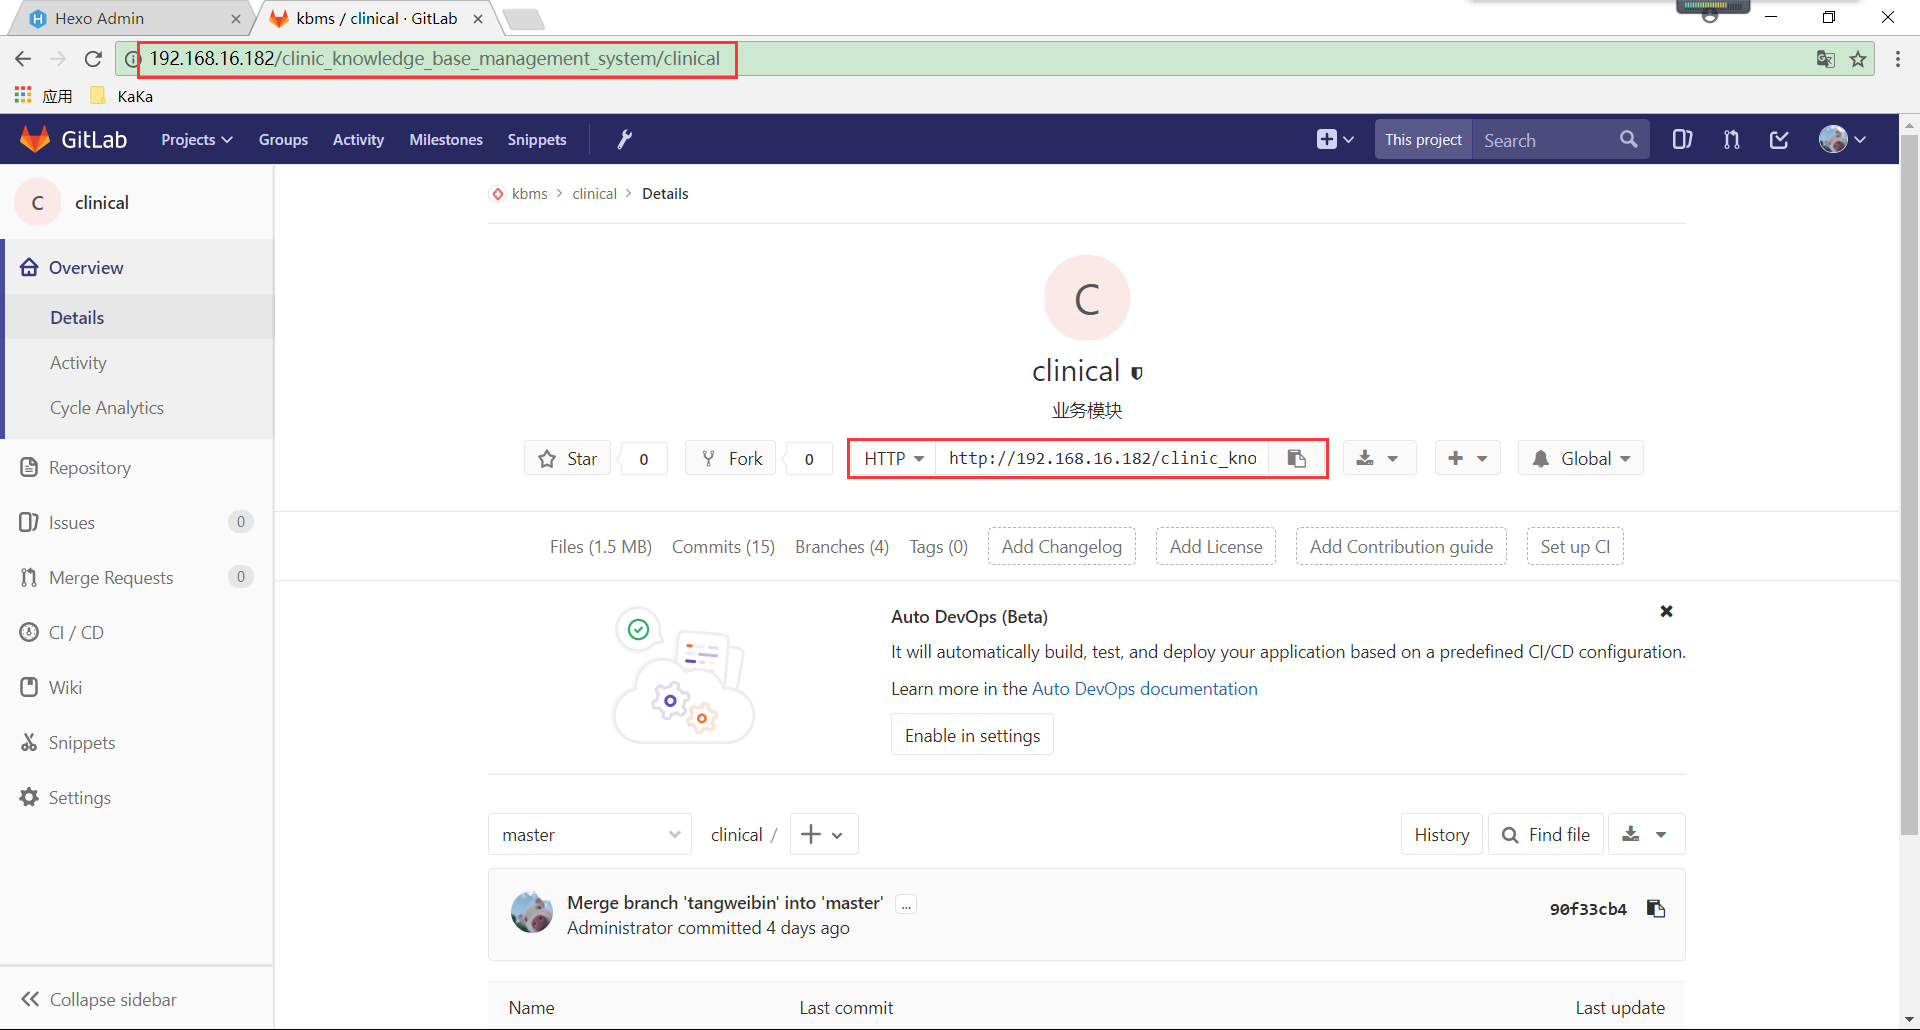 Hexo Admin
kbms / clinical · GitLab
192.168.16.182/clinic_knowledge_base_management_system/clinical
应用
KaKa
GitLab
Projects
Groups
Activity
Milestones
Snippets
This project
Search
C
clinical
Overview
Details
Activity
Cycle Analytics
Repository
Issues
0
Merge Requests
0
CI / CD
Wiki
Snippets
Settings
Collapse sidebar
kbms > clinical > Details
C
clinical
业务模块
Star
0
Fork
0
HTTP
http://192.168.16.182/clinic_kno
Global
Files (1.5 MB)
Commits (15)
Branches (4)
Tags (0)
Add Changelog
Add License
Add Contribution guide
Set up CI
Auto DevOps (Beta)
It will automatically build, test, and deploy your application based on a predefined CI/CD configuration.
Learn more in the Auto DevOps documentation
Enable in settings
master
clinical /
History
Find file
Merge branch 'tangweibin' into 'master'
...
Administrator committed 4 days ago
90f33cb4
Name
Last commit
Last update